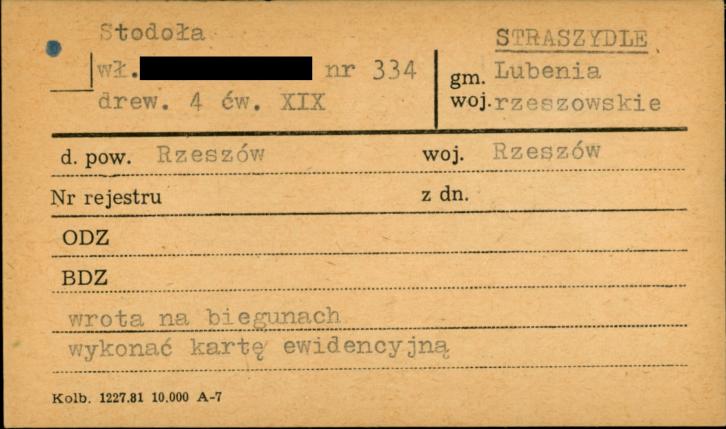 Stodoła
wł. nr 334
drew. 4 ćw. XIX
STRASZYDLE
gm. Lubenia
woj. rzeszowskie
d. pow. Rzeszów woj. Rzeszów
Nr rejestru z dn.
ODZ
BDZ
wrota na biegunach
wykonać kartę ewidencyjną
Kolb. 1227.81 10.000 A-7